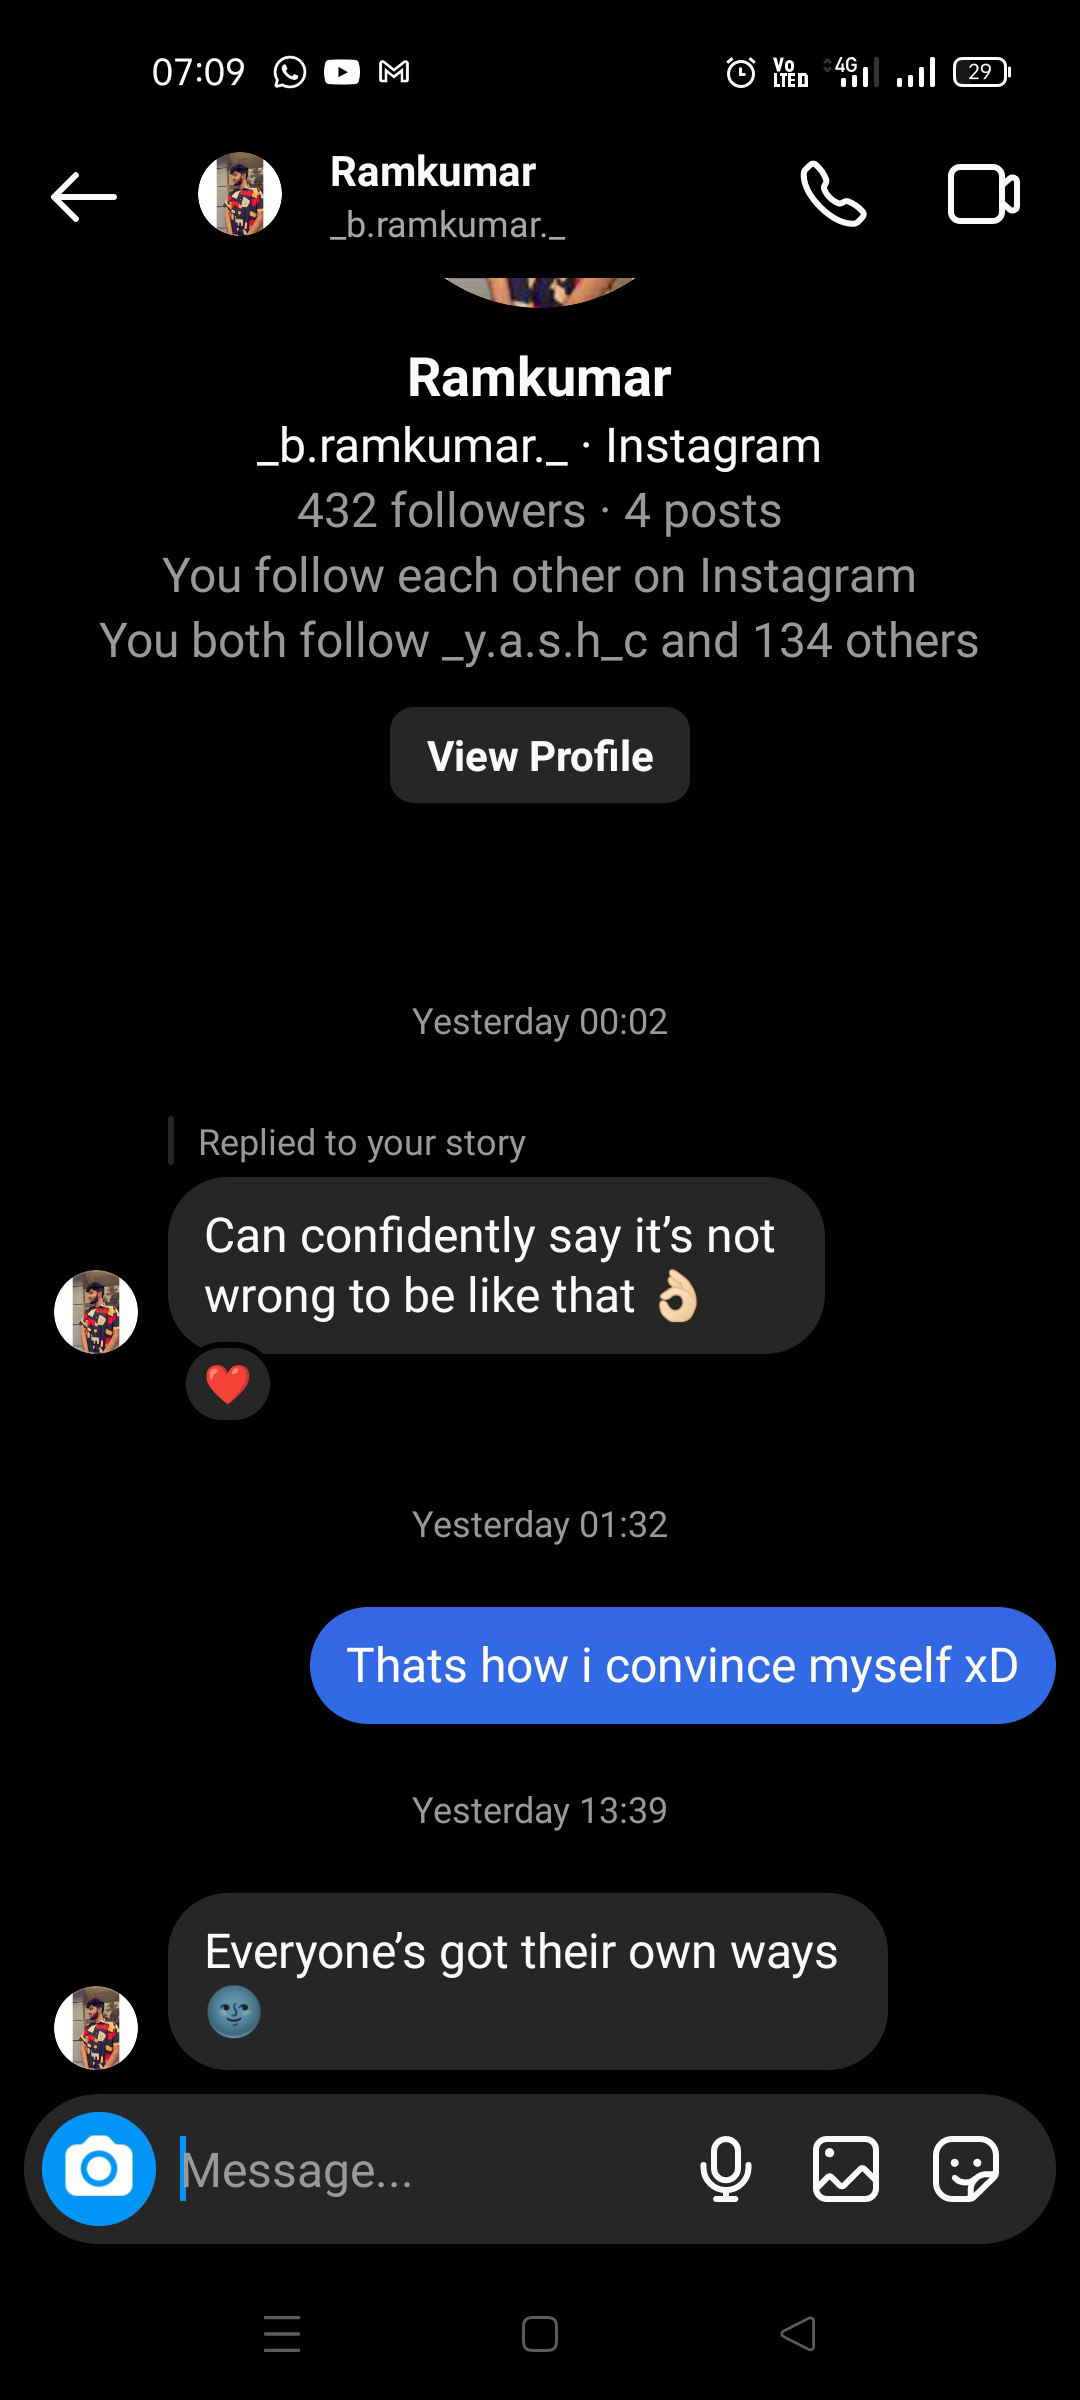 07:09
Vo
LTE 4G 29
Ramkumar
_b.ramkumar._
Ramkumar
_b.ramkumar._ · Instagram
432 followers · 4 posts
You follow each other on Instagram
You both follow _y.a.s.h_c and 134 others
View Profile
Yesterday 00:02
Replied to your story
Can confidently say it’s not
wrong to be like that 👌🏻
❤️
Yesterday 01:32
Thats how i convince myself xD
Yesterday 13:39
Everyone’s got their own ways
🌚
Message...